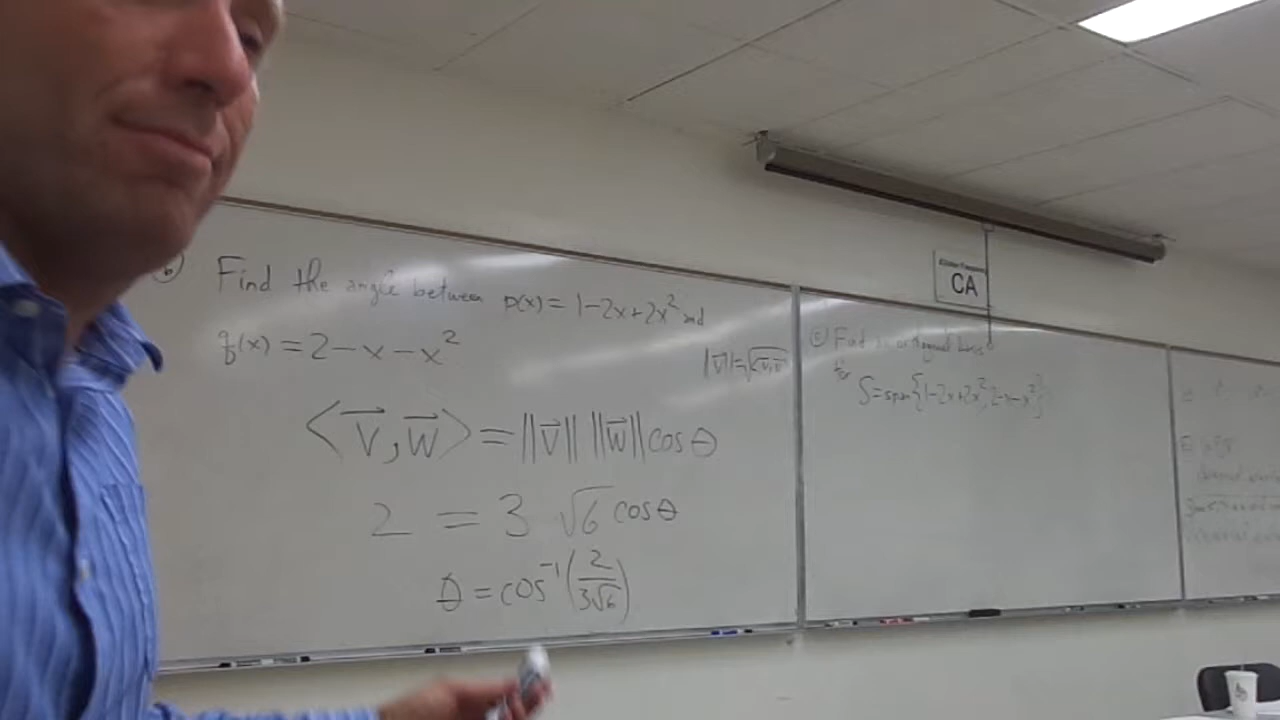 b Find the angle between p(x) = 1-2x+2x² and
q(x) = 2-x-x²
|v⃗| = √<v⃗,v⃗>
<v⃗,w⃗> = ||v⃗|| ||w⃗|| cos θ
2 = 3 √6 cos θ
θ = cos⁻¹(2/3√6)
CA
c Find an orthogonal basis
for
S = span{1-2x+2x², 2-x-x²}